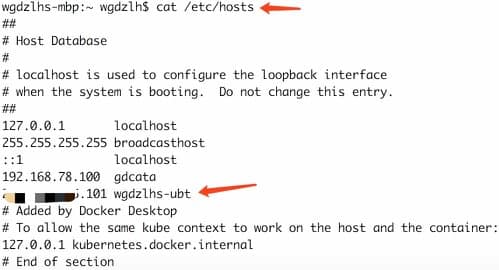 wgdzlhs-mbp:~ wgdzlh$ cat /etc/hosts
##
# Host Database
#
# localhost is used to configure the loopback interface
# when the system is booting.  Do not change this entry.
##
127.0.0.1       localhost
255.255.255.255 broadcasthost
::1             localhost
192.168.78.100  gdcata
.101 wgdzlhs-ubt
# Added by Docker Desktop
# To allow the same kube context to work on the host and the container:
127.0.0.1 kubernetes.docker.internal
# End of section